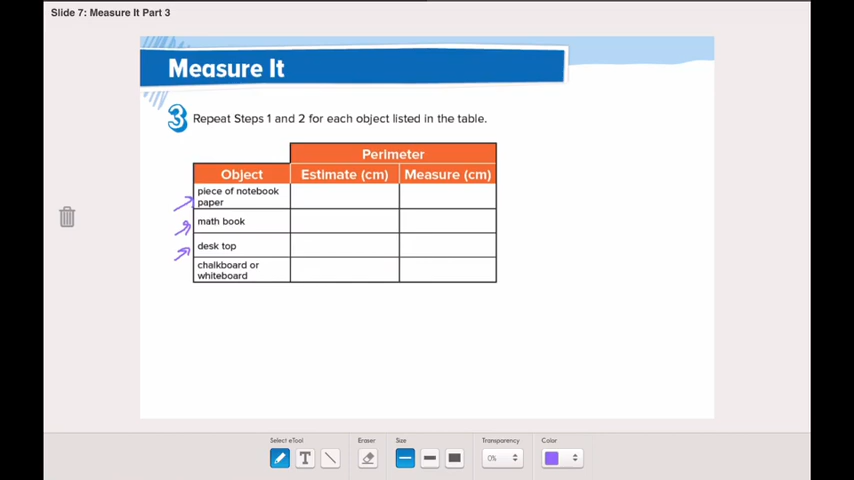 Slide 7: Measure It Part 3
Measure It
3 Repeat Steps 1 and 2 for each object listed in the table.
Perimeter
Object Estimate (cm) Measure (cm)
piece of notebook
paper
math book
desk top
chalkboard or
whiteboard
Select eTool Eraser Size Transparency Color
T 0%